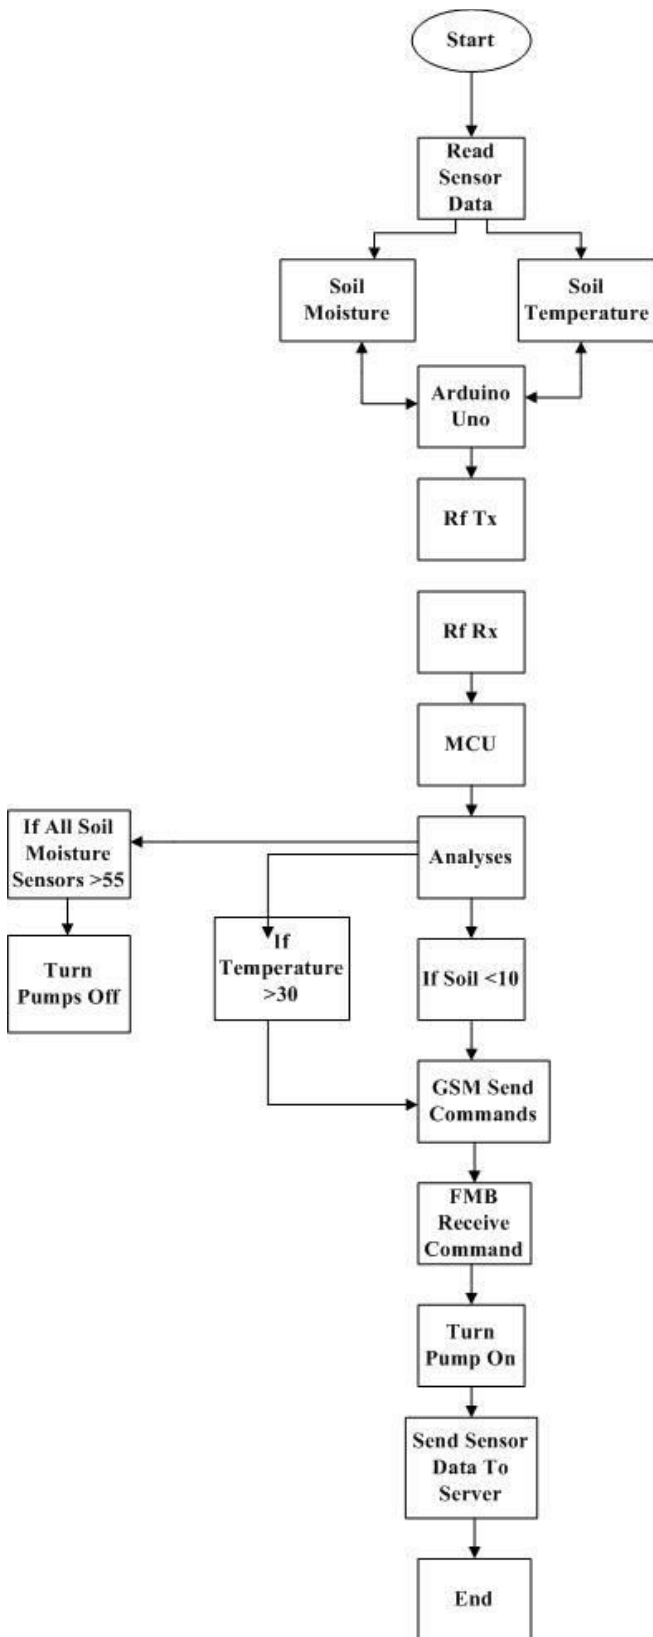 Start
Read
Sensor
Data
Soil
Moisture
Soil
Temperature
Arduino
Uno
Rf Tx
Rf Rx
MCU
Analyses
If All Soil
Moisture
Sensors >55
Turn
Pumps Off
If
Temperature
>30
If Soil <10
GSM Send
Commands
FMB
Receive
Command
Turn
Pump On
Send Sensor
Data To
Server
End